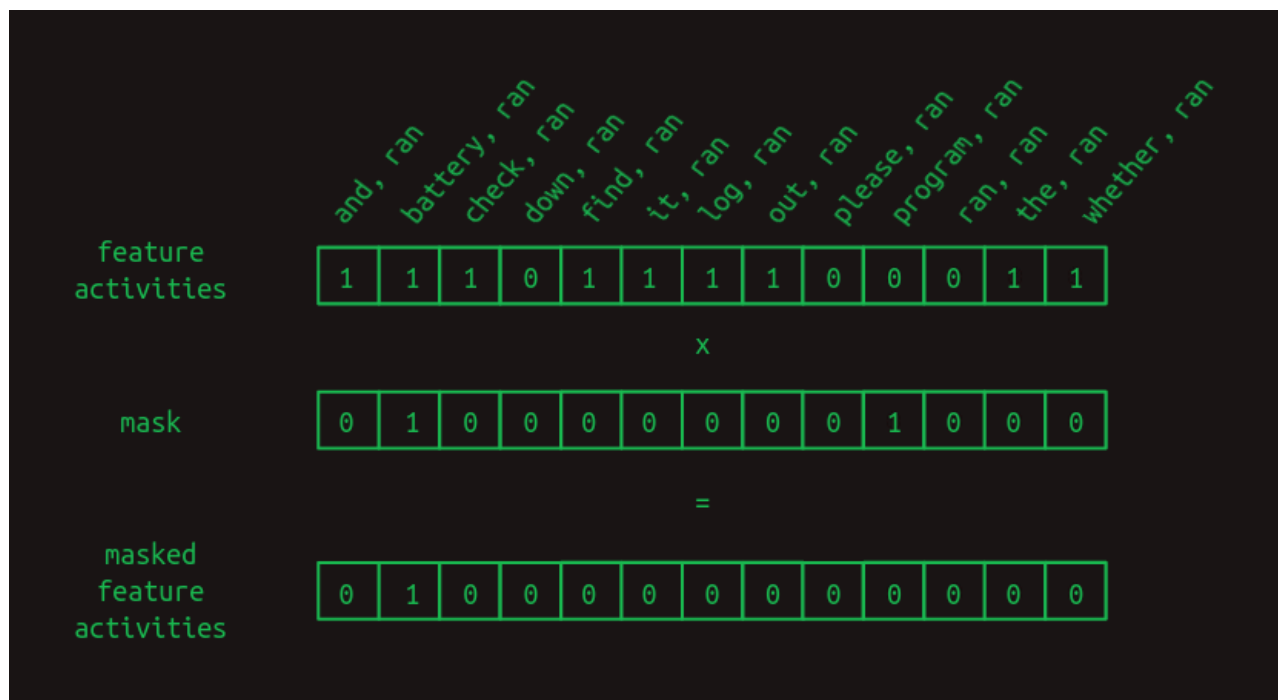 and, ran
battery, ran
check, ran
down, ran
find, ran
it, ran
log, ran
out, ran
please, ran
program, ran
ran, ran
the, ran
whether, ran
feature
activities
1 1 1 0 1 1 1 1 0 0 0 1 1
x
mask
0 1 0 0 0 0 0 0 0 1 0 0 0
=
masked
feature
activities
0 1 0 0 0 0 0 0 0 0 0 0 0